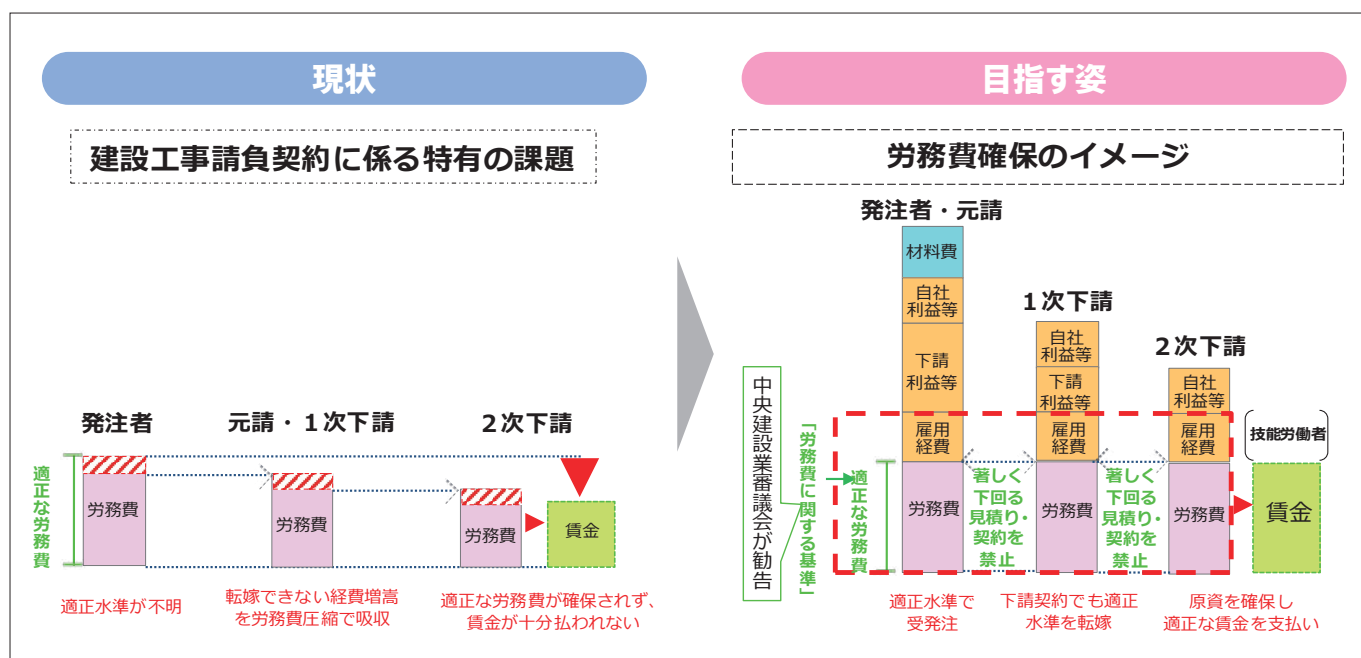 現状
建設工事請負契約に係る特有の課題
発注者
元請・1次下請
2次下請
適正な労務費
労務費
労務費
労務費
賃金
適正水準が不明
転嫁できない経費増嵩
を労務費圧縮で吸収
適正な労務費が確保されず、
賃金が十分払われない
目指す姿
労務費確保のイメージ
発注者・元請
1次下請
2次下請
材料費
自社
利益等
下請
利益等
雇用
経費
労務費
自社
利益等
下請
利益等
雇用
経費
労務費
自社
利益等
雇用
経費
労務費
中央建設業審議会が勧告
「労務費に関する基準」
適正な労務費
著しく
下回る
見積り・
契約を
禁止
著しく
下回る
見積り・
契約を
禁止
技能労働者
賃金
適正水準で
受発注
下請契約でも適正
水準を転嫁
原資を確保し
適正な賃金を支払い